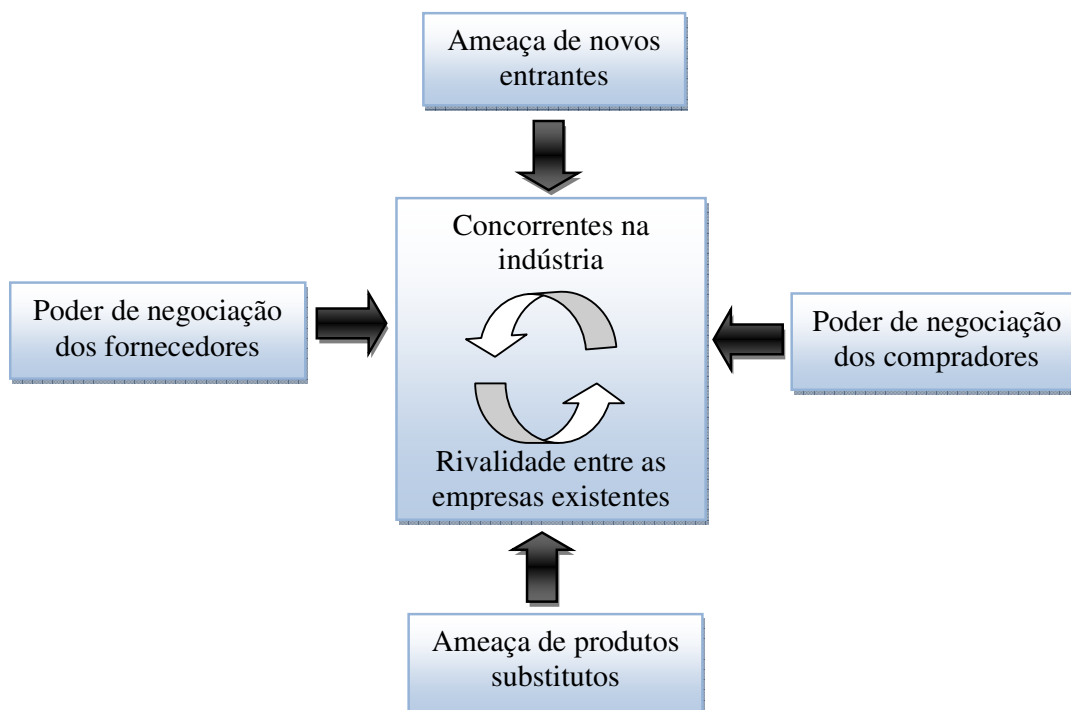 Ameaça de novos
entrantes
Concorrentes na
indústria
Poder de negociação
dos fornecedores
Poder de negociação
dos compradores
Rivalidade entre as
empresas existentes
Ameaça de produtos
substitutos